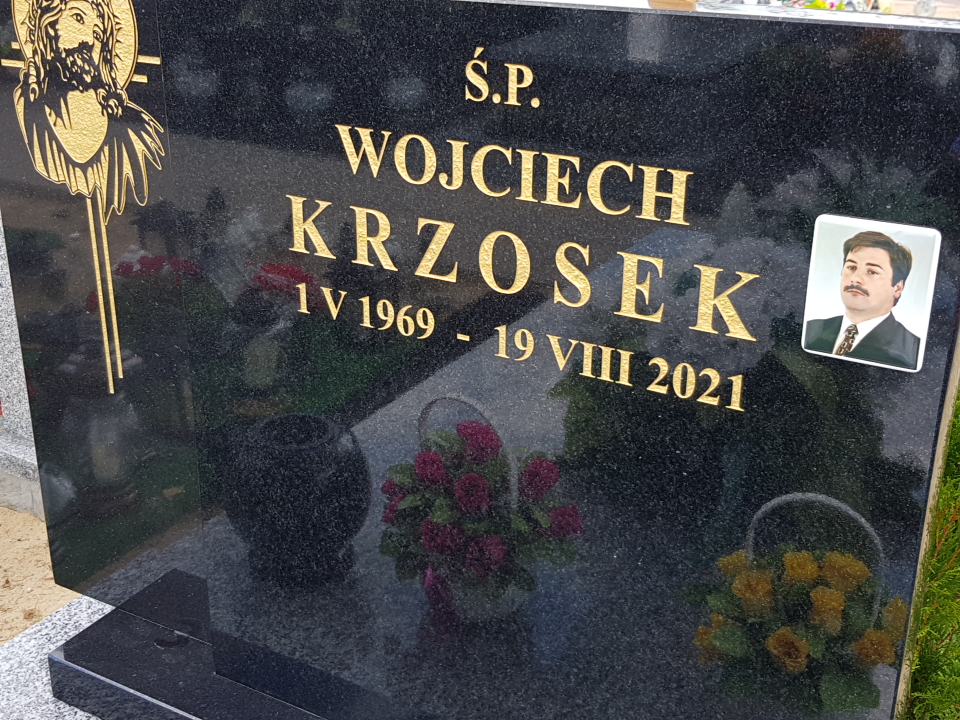 Ś.P.
WOJCIECH
KRZOSEK
1 V 1969 - 19 VIII 2021